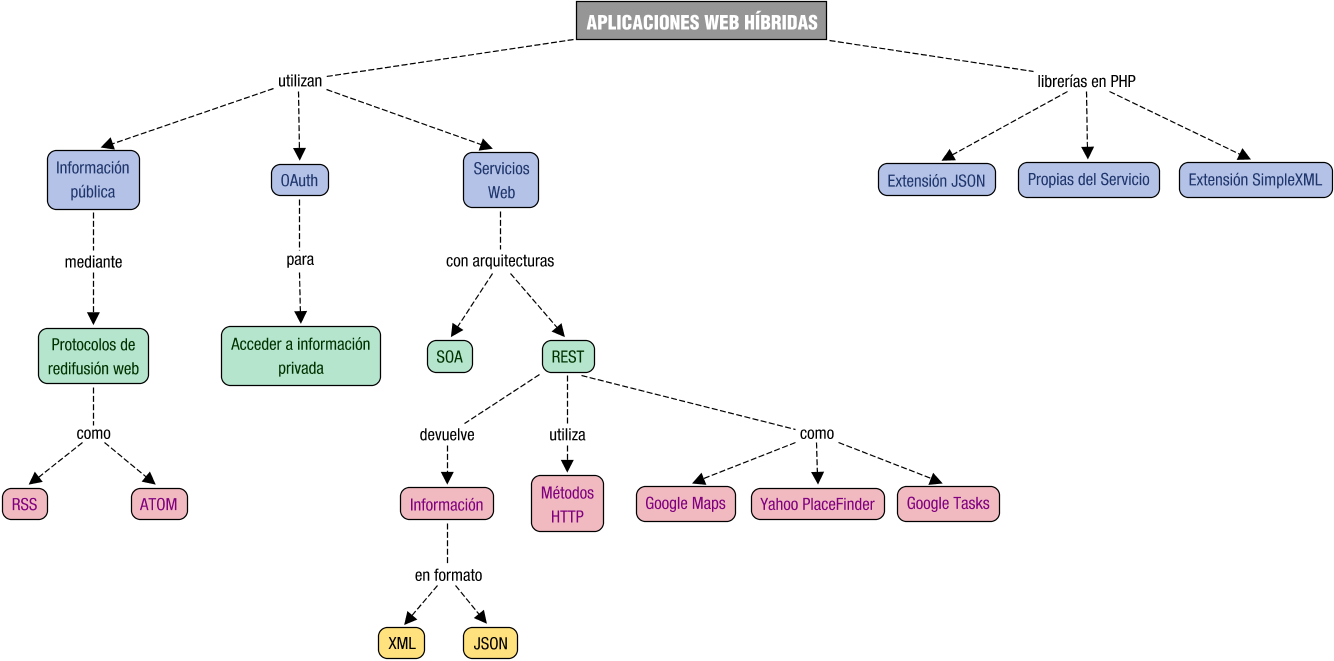 APLICACIONES WEB HÍBRIDAS
utilizan
librerías en PHP
Información
pública
OAuth
Servicios
Web
Extensión JSON
Propias del Servicio
Extensión SimpleXML
mediante
para
con arquitecturas
Protocolos de
redifusión web
Acceder a información
privada
SOA
REST
como
devuelve
utiliza
como
RSS
ATOM
Información
Métodos
HTTP
Google Maps
Yahoo PlaceFinder
Google Tasks
en formato
XML
JSON